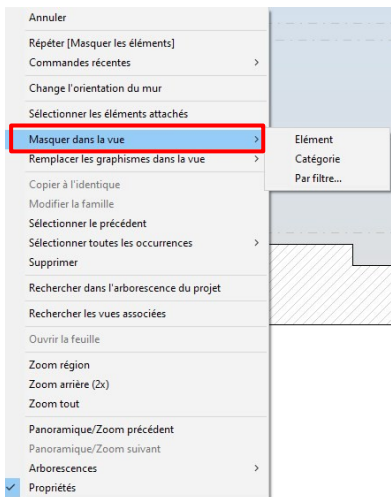 Annuler
Répéter [Masquer les éléments]
Commandes récentes
Change l'orientation du mur
Sélectionner les éléments attachés
Masquer dans la vue
Elément
Remplacer les graphismes dans la vue
Catégorie
Par filtre...
Copier à l'identique
Modifier la famille
Sélectionner le précédent
Sélectionner toutes les occurrences
Supprimer
Rechercher dans l'arborescence du projet
Rechercher les vues associées
Ouvrir la feuille
Zoom région
Zoom arrière (2x)
Zoom tout
Panoramique/Zoom précédent
Panoramique/Zoom suivant
Arborescences
Propriétés